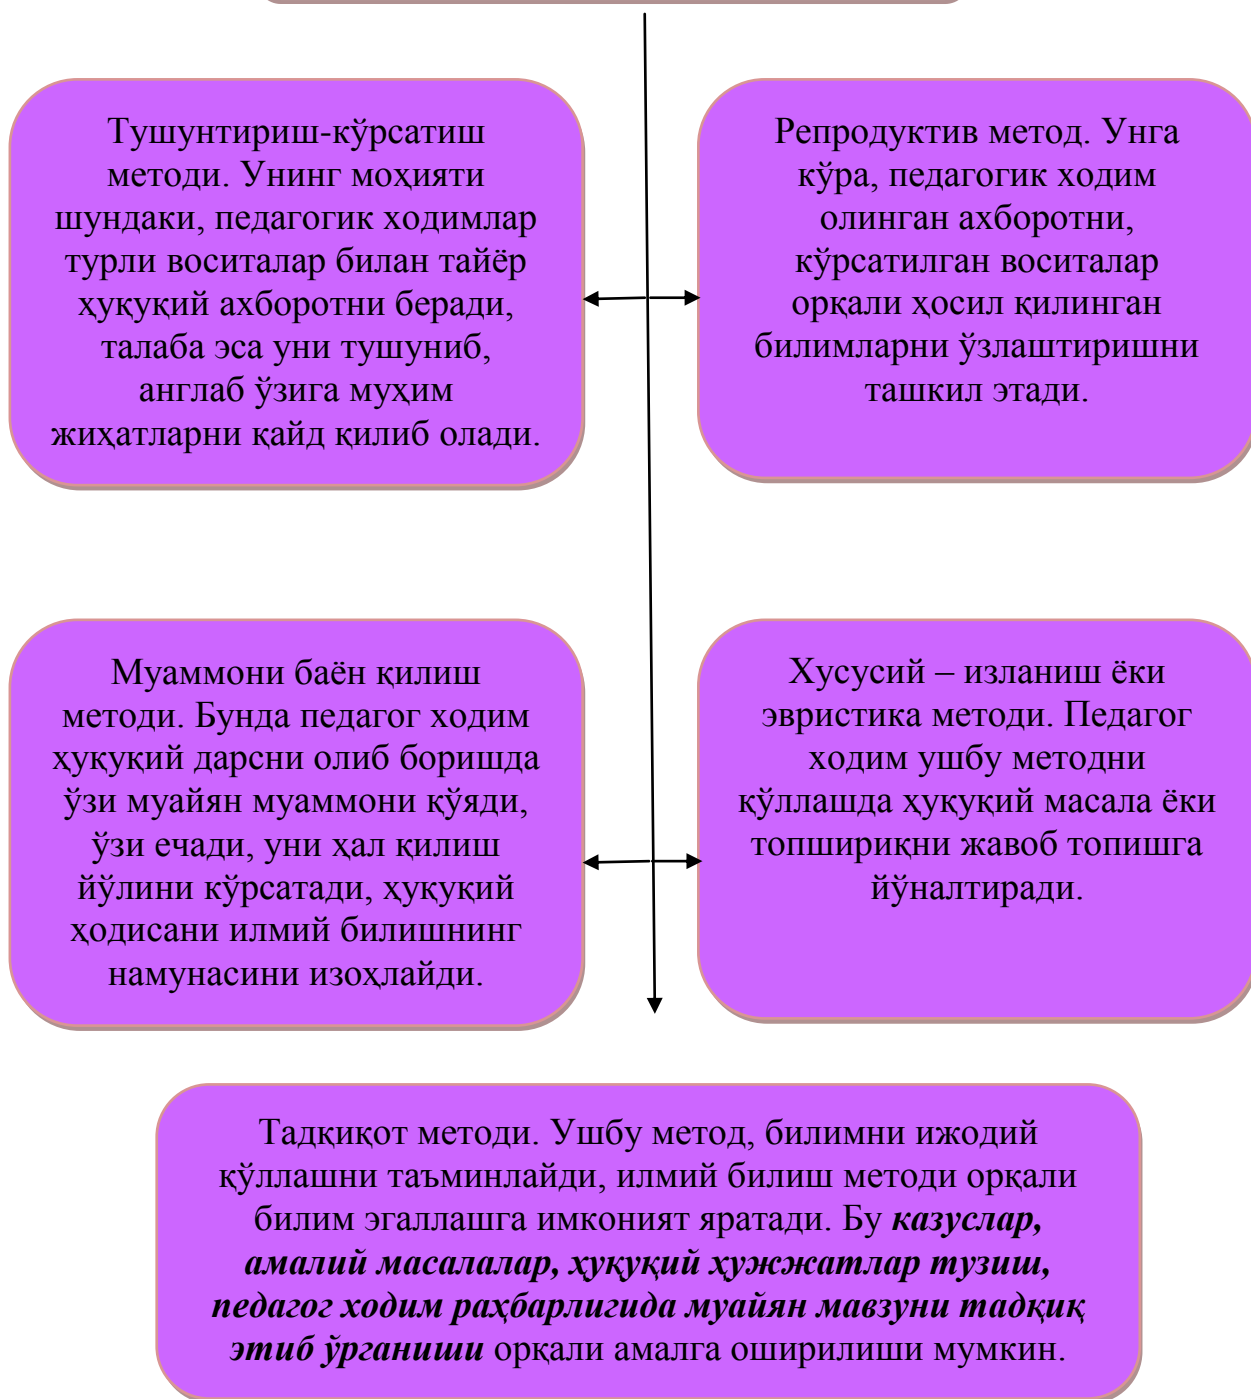 Тушунтириш-кўрсатиш
методи. Унинг моҳияти
шундаки, педагогик ходимлар
турли воситалар билан тайёр
ҳуқуқий ахборотни беради,
талаба эса уни тушуниб,
англаб ўзига муҳим
жиҳатларни қайд қилиб олади.
Репродуктив метод. Унга
кўра, педагогик ходим
олинган ахборотни,
кўрсатилган воситалар
орқали ҳосил қилинган
билимларни ўзлаштиришни
ташкил этади.
Муаммони баён қилиш
методи. Бунда педагог ходим
ҳуқуқий дарсни олиб боришда
ўзи муайян муаммони қўяди,
ўзи ечади, уни ҳал қилиш
йўлини кўрсатади, ҳуқуқий
ҳодисани илмий билишнинг
намунасини изоҳлайди.
Хусусий – изланиш ёки
эвристика методи. Педагог
ходим ушбу методни
қўллашда ҳуқуқий масала ёки
топшириқни жавоб топишга
йўналтиради.
Тадқиқот методи. Ушбу метод, билимни ижодий
қўллашни таъминлайди, илмий билиш методи орқали
билим эгаллашга имконият яратади. Бу казуслар,
амалий масалалар, ҳуқуқий ҳужжатлар тузиш,
педагог ходим раҳбарлигида муайян мавзуни тадқиқ
этиб ўрганиши орқали амалга оширилиши мумкин.